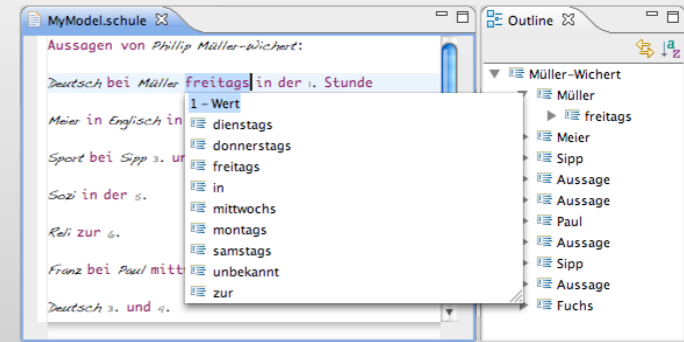 MyModel.schule
Aussagen von Phillip Müller-Wichert:
Deutsch bei Müller freitags in der 1. Stunde
Meier in Englisch in
Sport bei Sipp 3. un
Sozi in der 5.
Reli zur 6.
Franz bei Paul mittw
Deutsch 3. und 4.
1 - Wert
dienstags
donnerstags
freitags
in
mittwochs
montags
samstags
unbekannt
zur
Outline
Müller-Wichert
Müller
freitags
Meier
Sipp
Aussage
Aussage
Paul
Aussage
Sipp
Aussage
Fuchs